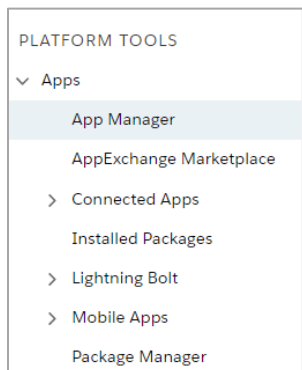 PLATFORM TOOLS
Apps
App Manager
AppExchange Marketplace
Connected Apps
Installed Packages
Lightning Bolt
Mobile Apps
Package Manager